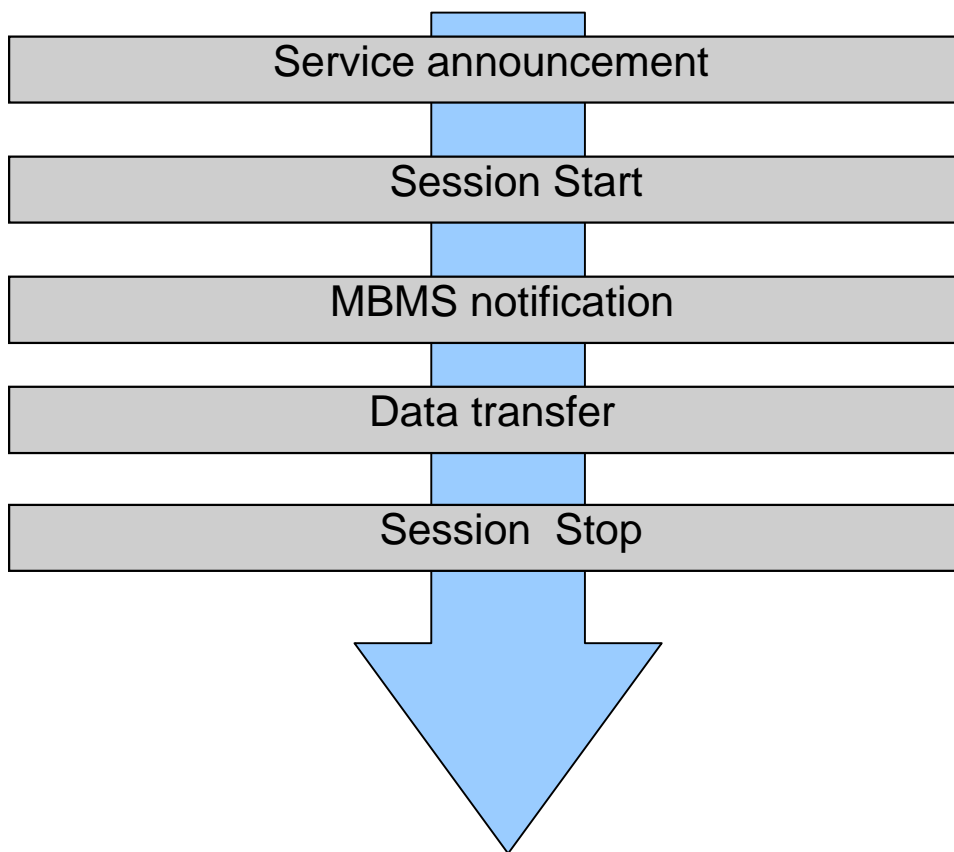 Service announcement
Session Start
MBMS notification
Data transfer
Session  Stop